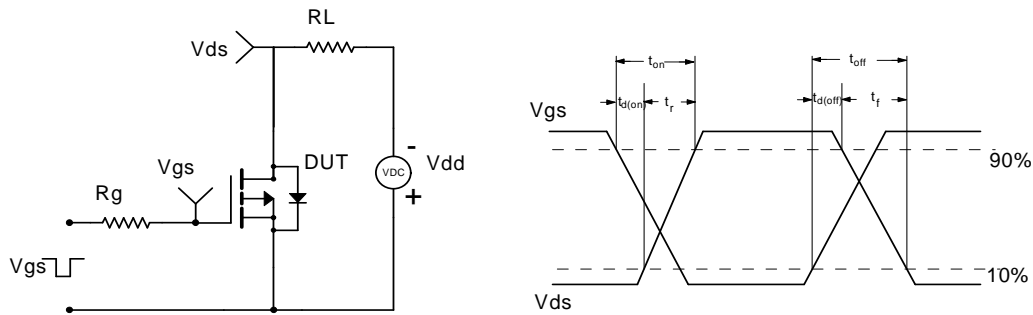 RL
Vds
Vgs
DUT
Rg
VDC
-
+
Vdd
Vgs
ton
toff
td(on)
tr
td(off)
tf
Vgs
90%
10%
Vds